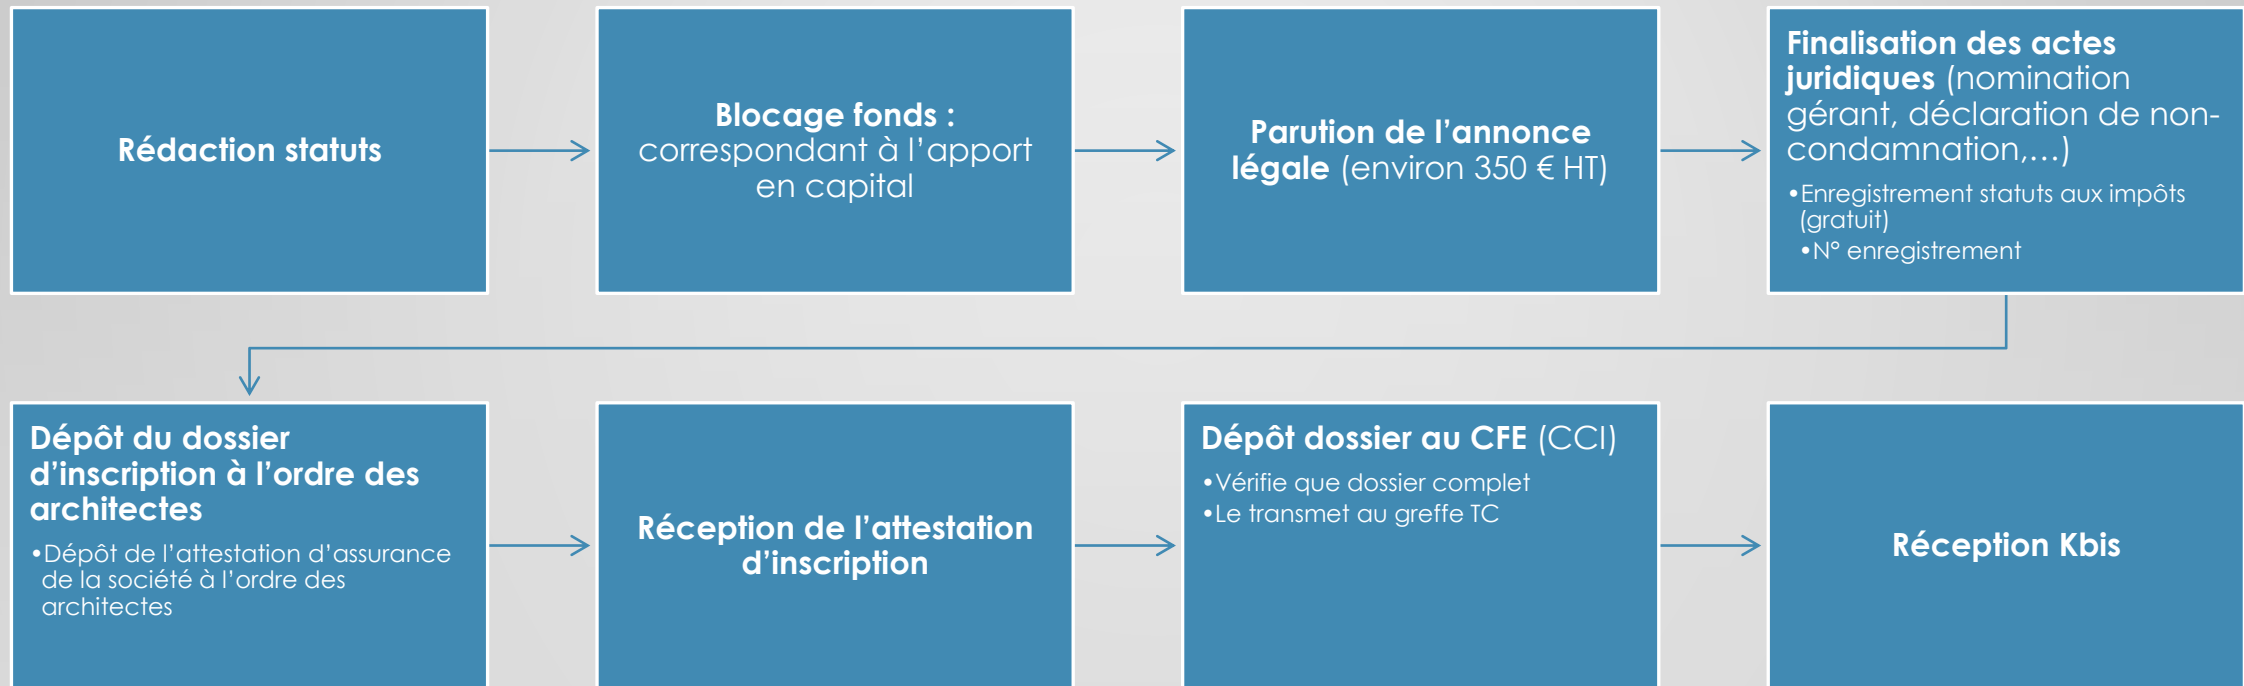 Rédaction statuts
Blocage fonds :
correspondant à l’apport
en capital
Parution de l’annonce
légale (environ 350 € HT)
Finalisation des actes
juridiques (nomination
gérant, déclaration de non-
condamnation,…)
•Enregistrement statuts aux impôts
(gratuit)
•N° enregistrement
Dépôt du dossier
d’inscription à l’ordre des
architectes
•Dépôt de l’attestation d’assurance
de la société à l’ordre des
architectes
Réception de l’attestation
d’inscription
Dépôt dossier au CFE (CCI)
•Vérifie que dossier complet
•Le transmet au greffe TC
Réception Kbis